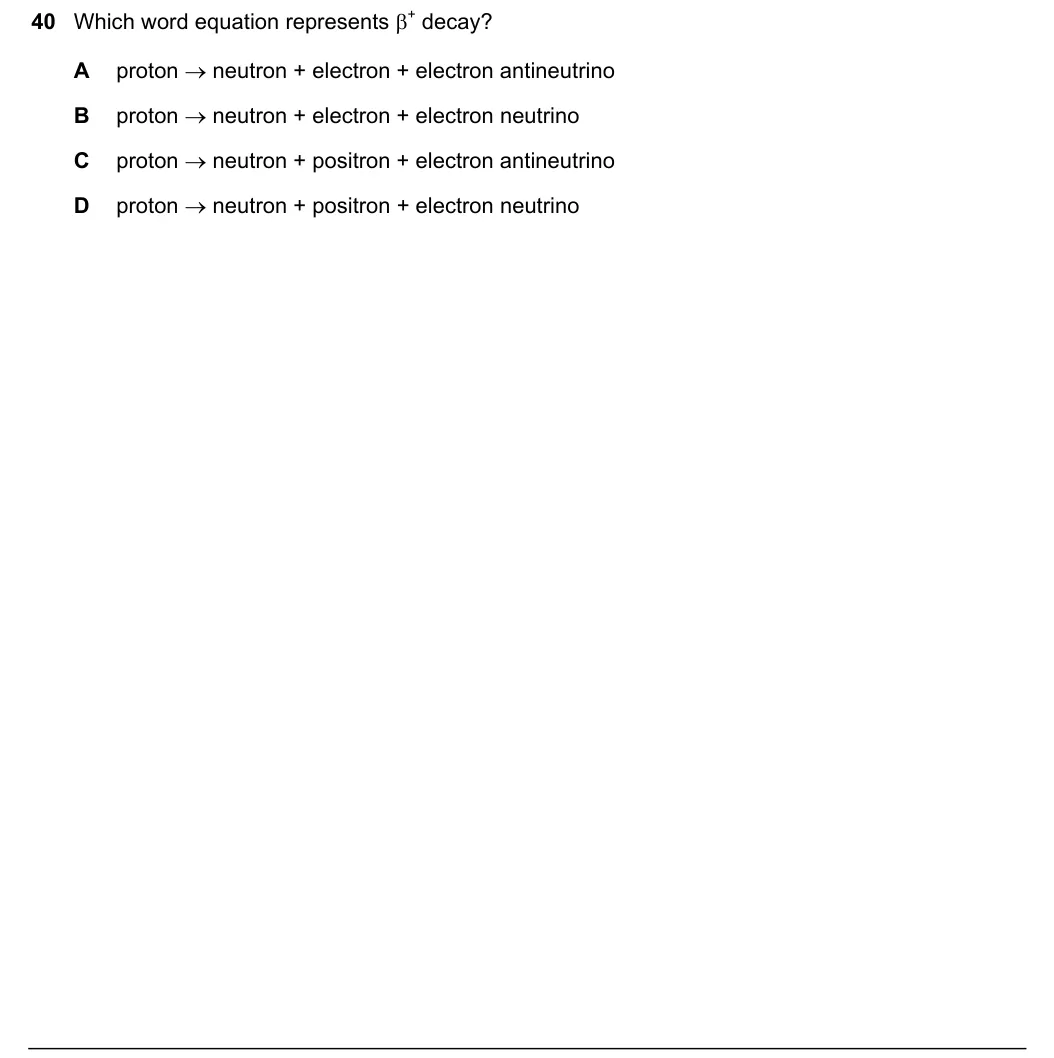 40 Which word equation represents β⁺ decay?
A proton → neutron + electron + electron antineutrino
B proton → neutron + electron + electron neutrino
C proton → neutron + positron + electron antineutrino
D proton → neutron + positron + electron neutrino